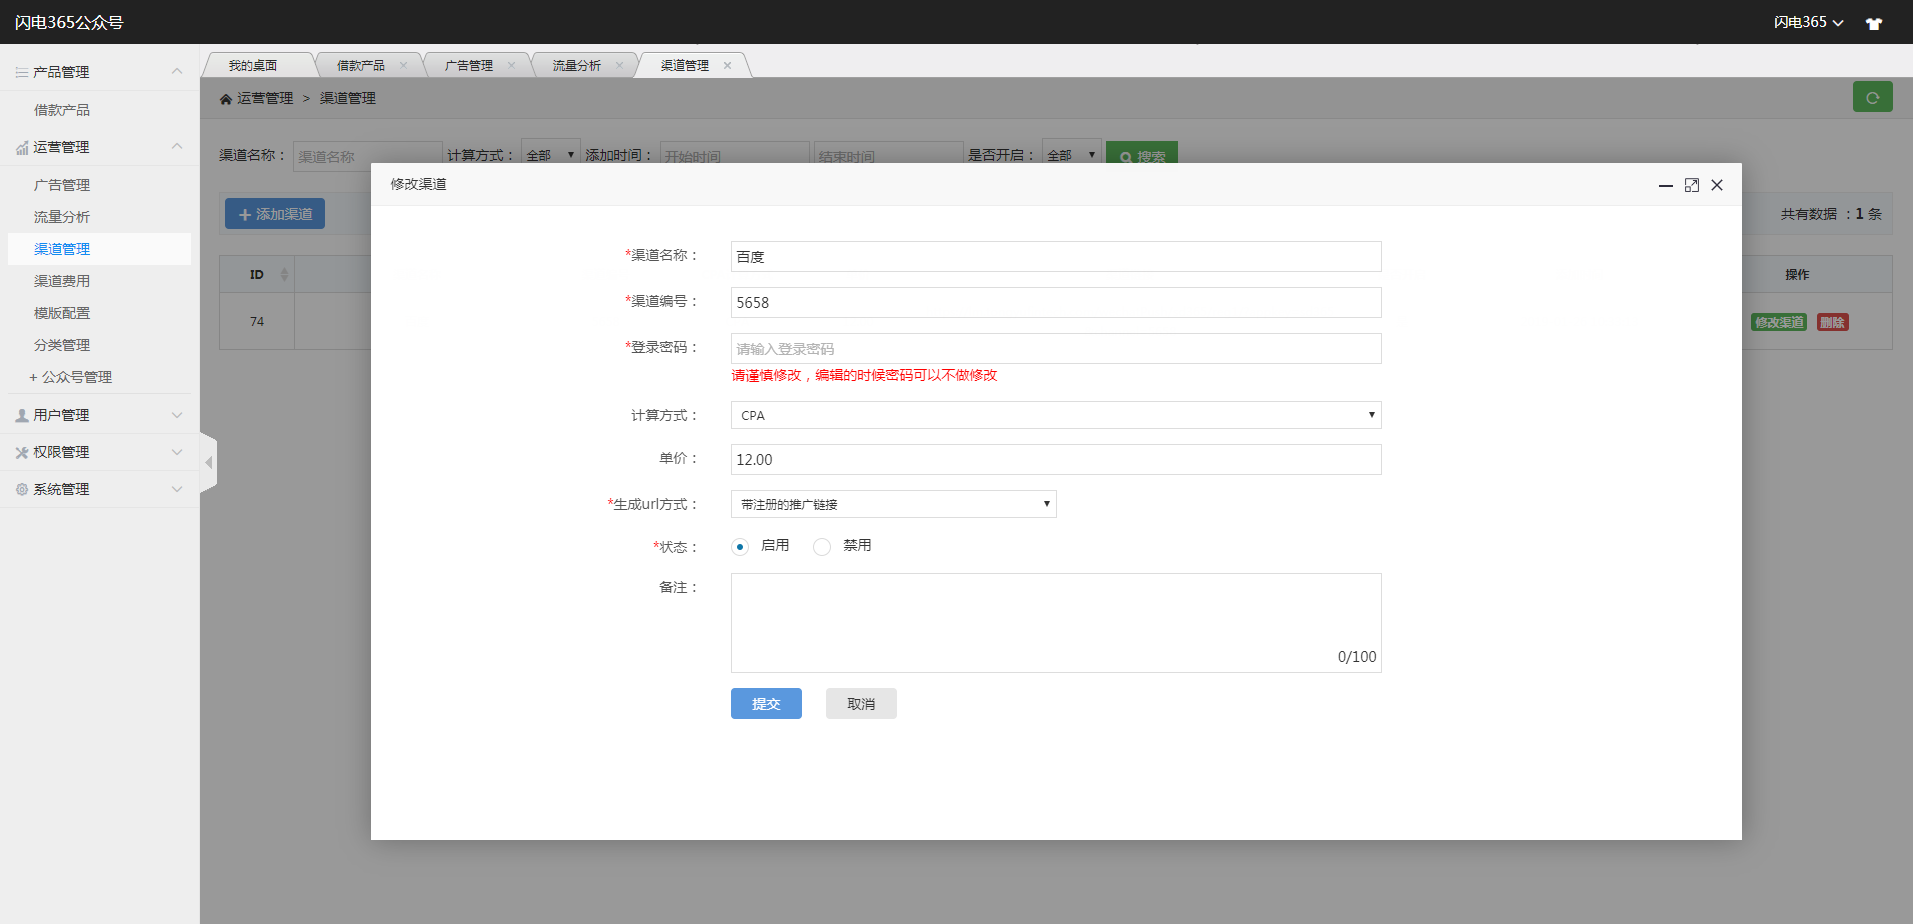 闪电365公众号
闪电365
产品管理
借款产品
运营管理
广告管理
流量分析
渠道管理
渠道费用
模版配置
分类管理
+ 公众号管理
用户管理
权限管理
系统管理
我的桌面 借款产品 广告管理 流量分析 渠道管理
运营管理 > 渠道管理
渠道名称： 渠道名称 计算方式： 全部 添加时间： 开始时间 结束时间 是否开启： 全部 搜索
添加渠道
共有数据 ：1 条
ID
操作
74
修改渠道 删除
修改渠道
*渠道名称： 百度
*渠道编号： 5658
*登录密码： 请输入登录密码
请谨慎修改，编辑的时候密码可以不做修改
计算方式： CPA
单价： 12.00
*生成url方式： 带注册的推广链接
*状态： 启用 禁用
备注：
0/100
提交 取消